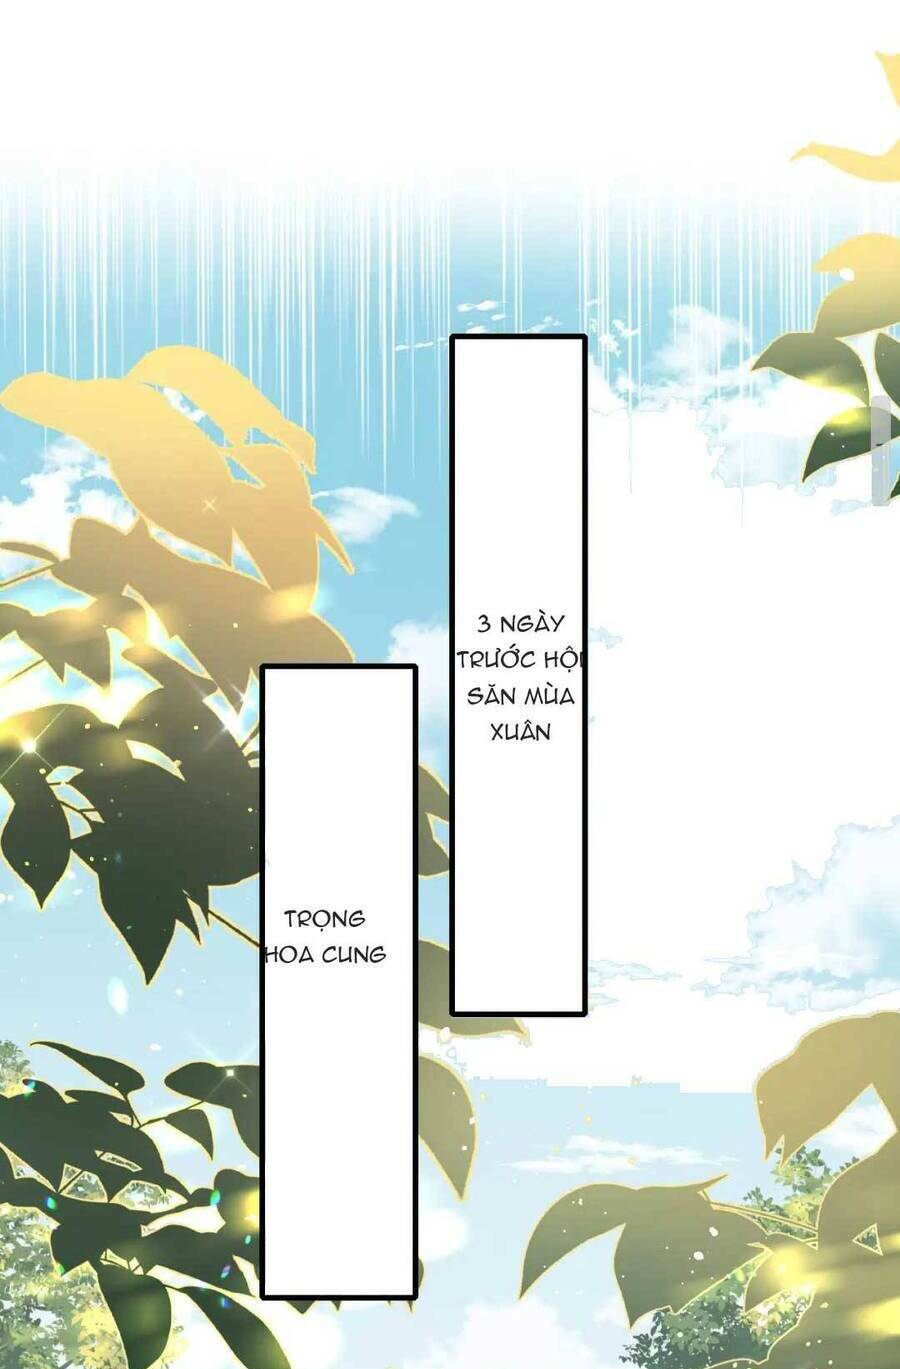 3 NGÀY
TRƯỚC HỘI
SĂN MÙA
XUÂN
TRỌNG
HOA CUNG